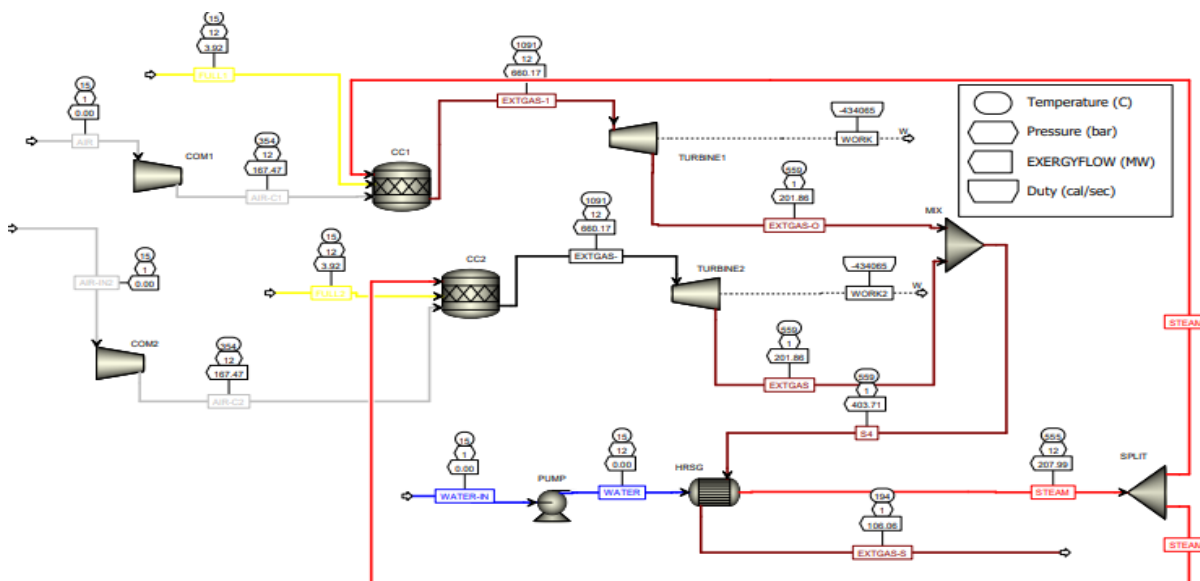 15
12
3.92
FULL1
15
1
0.00
AIR
COM1
354
12
167.47
AIR-C1
CC1
1091
12
660.17
EXTGAS-1
TURBINE1
-434065
WORK
W
559
1
201.86
EXTGAS-O
MIX
Temperature (C)
Pressure (bar)
EXERGYFLOW (MW)
Duty (cal/sec)
15
1
0.00
AIR-IN2
COM2
354
12
167.47
AIR-C2
15
12
3.92
FULL2
CC2
1091
12
660.17
EXTGAS-
TURBINE2
-434065
WORK2
W
559
1
201.86
EXTGAS
559
1
403.71
S4
STEAM
15
1
0.00
WATER-IN
PUMP
15
12
0.00
WATER
HRSG
194
1
106.06
EXTGAS-S
555
12
207.99
STEAM
SPLIT
STEAM